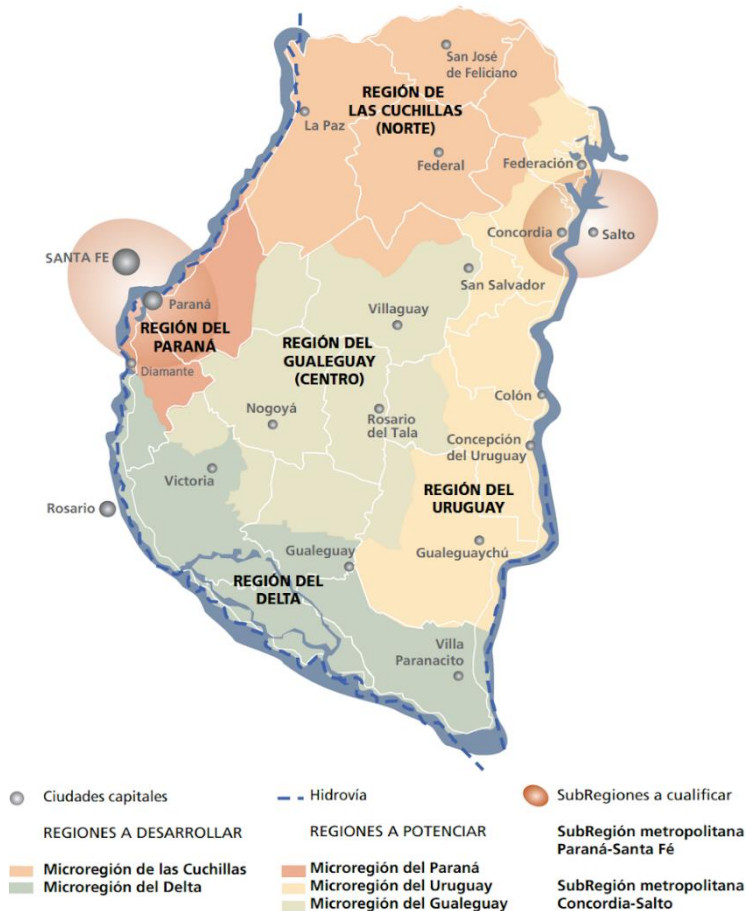 San José
de Feliciano
REGIÓN DE
LAS CUCHILLAS
(NORTE)
La Paz
Federal
Federación
SANTA FE
Concordia
Salto
Paraná
San Salvador
REGIÓN DEL
PARANÁ
Villaguay
REGIÓN DEL
GUALEGUAY
(CENTRO)
Diamante
Colón
Nogoyá
Rosario
del Tala
Concepción
del Uruguay
Victoria
REGIÓN DEL
URUGUAY
Rosario
Gualeguay
Gualeguaychú
REGIÓN DEL
DELTA
Villa
Paranacito
Ciudades capitales
Hidrovía
SubRegiones a cualificar
REGIONES A DESARROLLAR
REGIONES A POTENCIAR
SubRegión metropolitana
Paraná-Santa Fé
Microregión de las Cuchillas
Microregión del Delta
Microregión del Paraná
Microregión del Uruguay
Microregión del Gualeguay
SubRegión metropolitana
Concordia-Salto